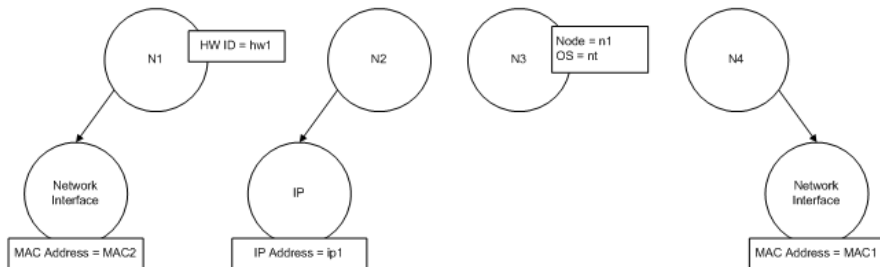 N1
HW ID = hw1
N2
N3
Node = n1
OS = nt
N4
Network
Interface
MAC Address = MAC2
IP
IP Address = ip1
Network
Interface
MAC Address = MAC1